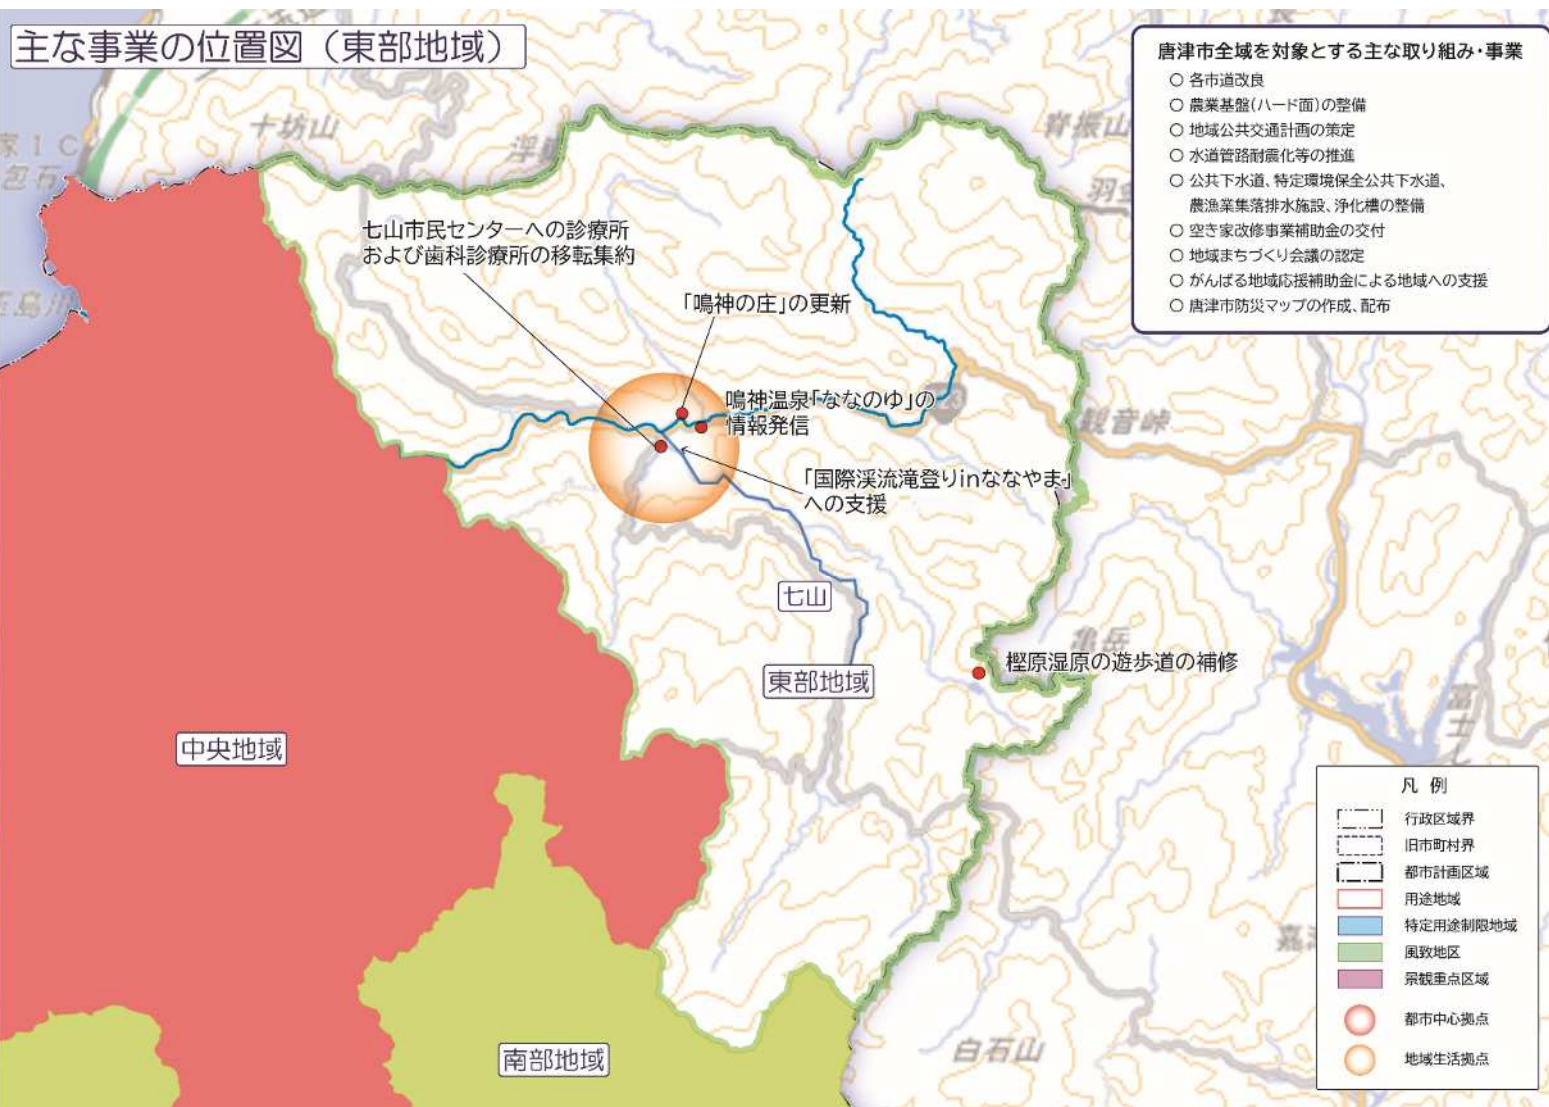 主な事業の位置図（東部地域）
唐津市全域を対象とする主な取り組み・事業
○ 各市道改良
○ 農業基盤(ハード面)の整備
○ 地域公共交通計画の策定
○ 水道管路耐震化等の推進
○ 公共下水道、特定環境保全公共下水道、
農漁業集落排水施設、浄化槽の整備
○ 空き家改修事業補助金の交付
○ 地域まちづくり会議の認定
○ がんばる地域応援補助金による地域への支援
○ 唐津市防災マップの作成、配布
十坊山
脊振山
七山市民センターへの診療所
および歯科診療所の移転集約
「鳴神の庄」の更新
鳴神温泉「ななのゆ」の
情報発信
観音峠
「国際渓流滝登りinななやま」
への支援
七山
亀岳
樫原湿原の遊歩道の補修
東部地域
中央地域
南部地域
白石山
凡例
行政区域界
旧市町村界
都市計画区域
用途地域
特定用途制限地域
風致地区
景観重点区域
都市中心拠点
地域生活拠点